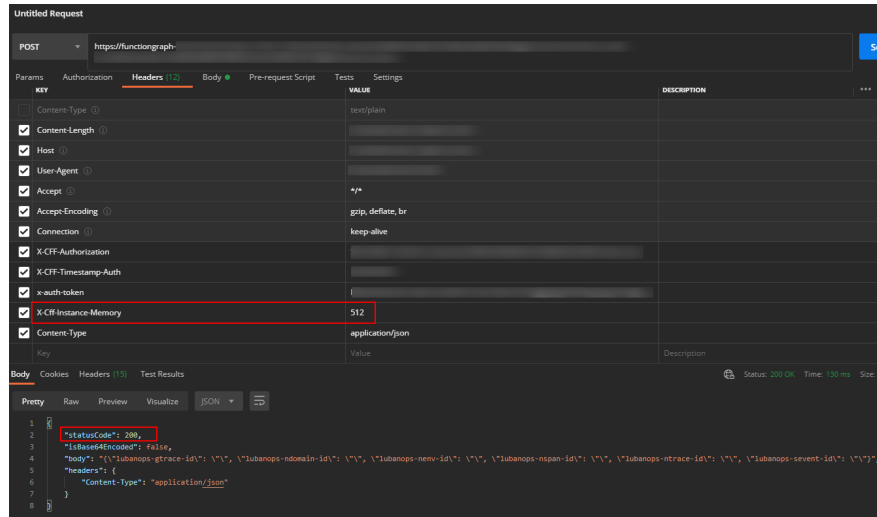 Untitled Request
POST https://functiongraph-
Params Authorization Headers (12) Body Pre-request Script Tests Settings
KEY VALUE DESCRIPTION
Content-Type text/plain
Content-Length
Host
User-Agent
Accept */*
Accept-Encoding gzip, deflate, br
Connection keep-alive
X-CFF-Authorization
X-CFF-Timestamp-Auth
x-auth-token
X-Cff-Instance-Memory 512
Content-Type application/json
Key Value Description
Body Cookies Headers (15) Test Results Status: 200 OK Time: 130 ms Size:
Pretty Raw Preview Visualize JSON
1 {
2 "statusCode": 200,
3 "isBase64Encoded": false,
4 "body": "{\"lubanops-gtrace-id\": \"\", \"lubanops-ndomain-id\": \"\", \"lubanops-nenv-id\": \"\", \"lubanops-nspan-id\": \"\", \"lubanops-ntrace-id\": \"\", \"lubanops-sevent-id\": \"\"}",
5 "headers": {
6 "Content-Type": "application/json"
7 }
8 }